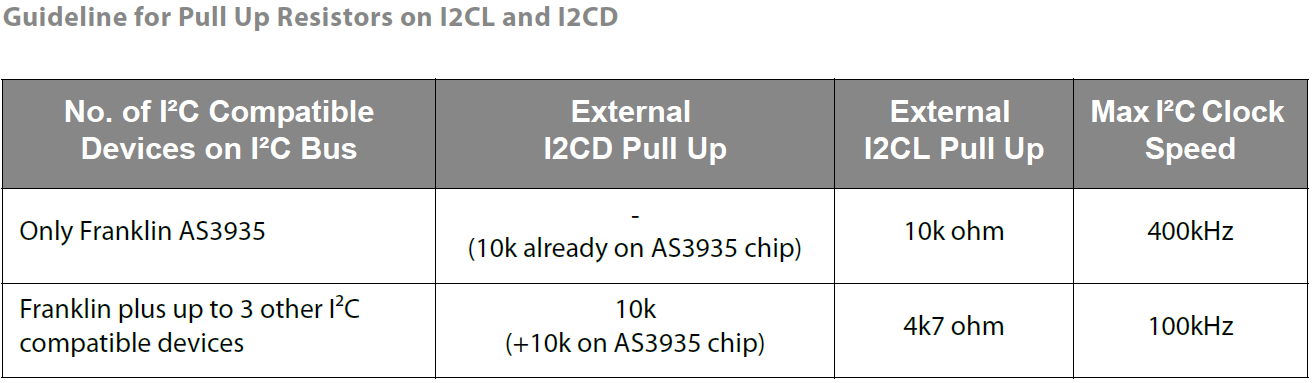 Guideline for Pull Up Resistors on I2CL and I2CD
No. of I²C Compatible
Devices on I²C Bus
External
I2CD Pull Up
External
I2CL Pull Up
Max I²C Clock
Speed
Only Franklin AS3935
-
(10k already on AS3935 chip)
10k ohm
400kHz
Franklin plus up to 3 other I²C
compatible devices
10k
(+10k on AS3935 chip)
4k7 ohm
100kHz